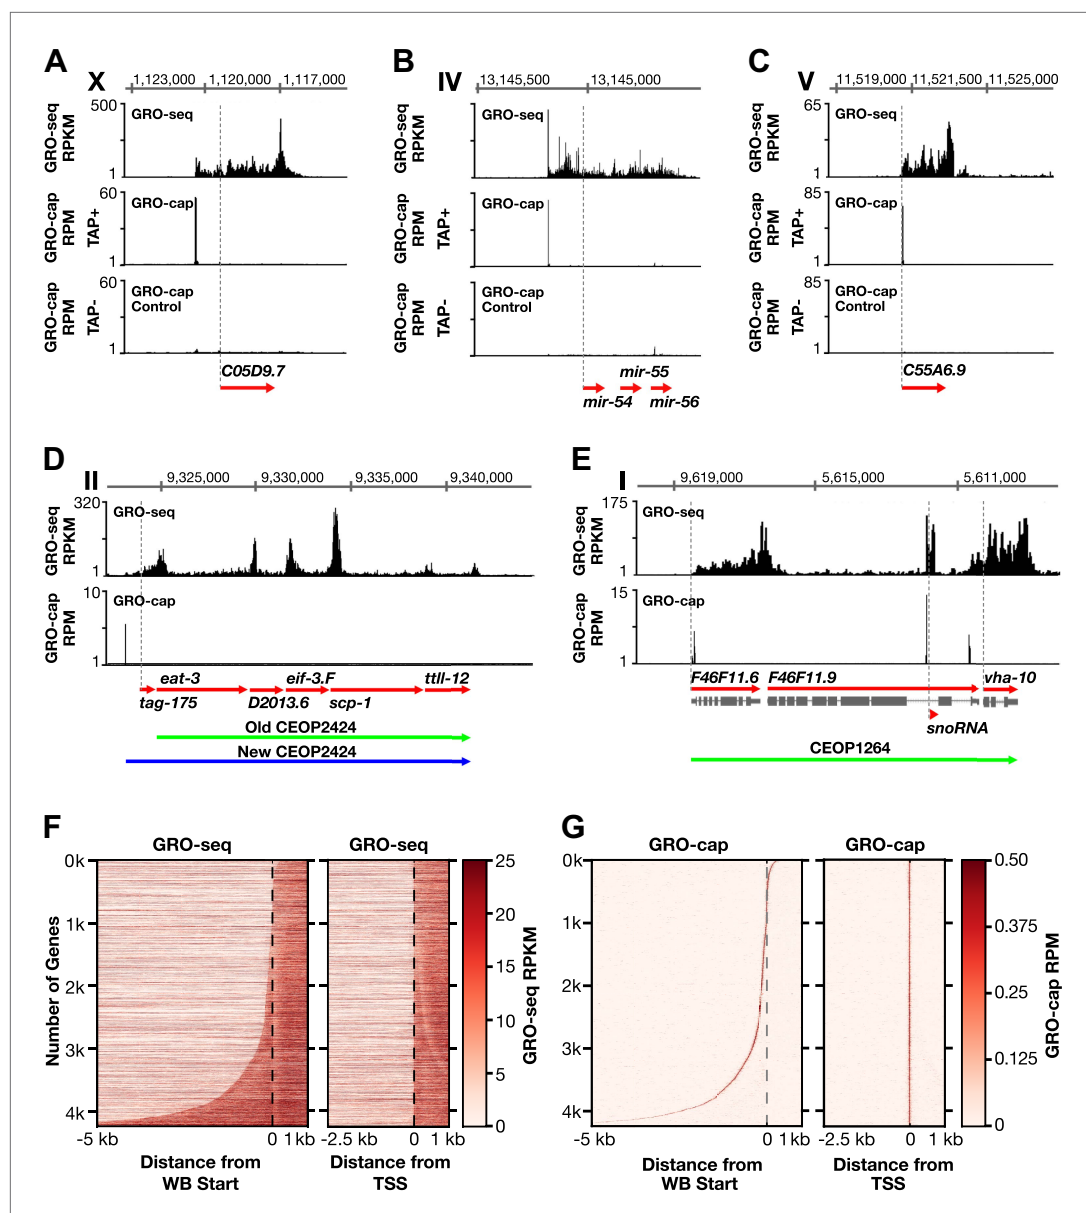 A
X
1,123,000 1,120,000 1,117,000
500
GRO-seq
1
GRO-seq
RPKM
60
GRO-cap
1
GRO-cap
RPM
TAP+
60
GRO-cap
Control
1
GRO-cap
RPM
TAP-
C05D9.7
B
IV
13,145,500 13,145,000
GRO-seq
GRO-seq
RPKM
GRO-cap
GRO-cap
RPM
TAP+
GRO-cap
Control
GRO-cap
RPM
TAP-
mir-55
mir-54 mir-56
C
V
11,519,000 11,521,500 11,525,000
65
GRO-seq
1
GRO-seq
RPKM
85
GRO-cap
1
GRO-cap
RPM
TAP+
85
GRO-cap
Control
1
GRO-cap
RPM
TAP-
C55A6.9
D
II
9,325,000 9,330,000 9,335,000 9,340,000
320
GRO-seq
1
GRO-seq
RPKM
10
GRO-cap
1
GRO-cap
RPM
eat-3 eif-3.F ttll-12
tag-175 D2013.6 scp-1
Old CEOP2424
New CEOP2424
E
I
9,619,000 5,615,000 5,611,000
175
GRO-seq
1
GRO-seq
RPKM
15
GRO-cap
1
GRO-cap
RPM
F46F11.6 F46F11.9 vha-10
snoRNA
CEOP1264
F
GRO-seq GRO-seq
0k
1k
2k
3k
4k
Number of Genes
-5 kb 0 1 kb
-2.5 kb 0 1 kb
Distance from
WB Start
Distance from
TSS
25
20
15
10
5
0
GRO-seq RPKM
G
GRO-cap GRO-cap
0k
1k
2k
3k
4k
-5 kb 0 1kb
-2.5 kb 0 1kb
Distance from
WB Start
Distance from
TSS
0.50
0.375
0.25
0.125
0
GRO-cap RPM